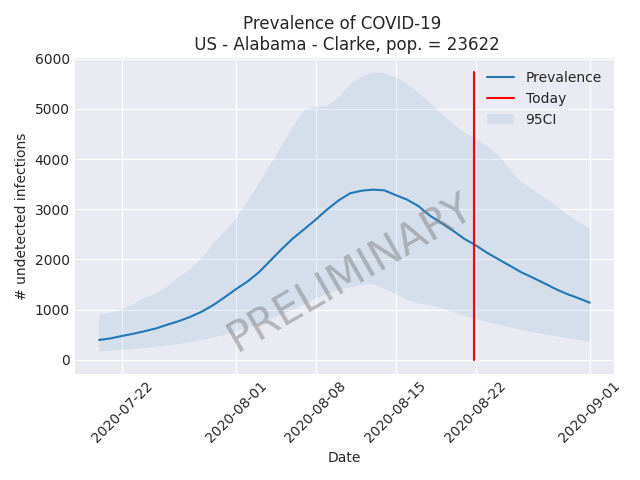 Prevalence of COVID-19
US - Alabama - Clarke, pop. = 23622
# undetected infections
6000
5000
4000
3000
2000
1000
0
Prevalence
Today
95CI
PRELIMINARY
2020-07-22
2020-08-01
2020-08-08
2020-08-15
2020-08-22
2020-09-01
Date